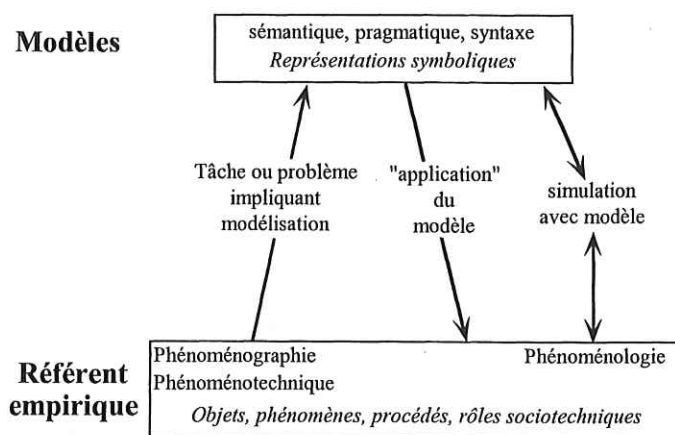 Modèles
sémantique, pragmatique, syntaxe
Représentations symboliques
Tâche ou problème
impliquant
modélisation
"application"
du
modèle
simulation
avec modèle
Référent
empirique
Phénoménographie
Phénoménologie
Phénoménotechnique
Objets, phénomènes, procédés, rôles sociotechniques